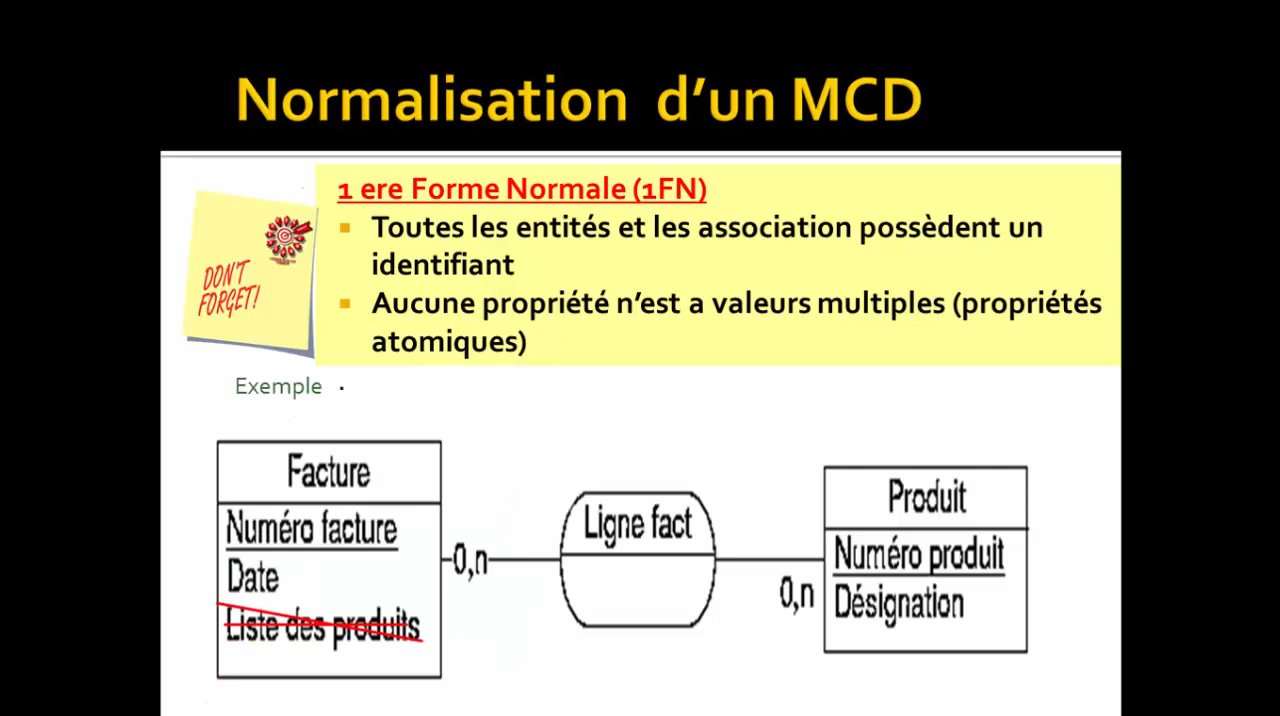 Normalisation d’un MCD
1 ere Forme Normale (1FN)
Toutes les entités et les association possèdent un
identifiant
Aucune propriété n’est a valeurs multiples (propriétés
atomiques)
DON'T
FORGET!
Exemple
Facture
Numéro facture
Date
Liste des produits
0,n
Ligne fact
0,n
Produit
Numéro produit
Désignation